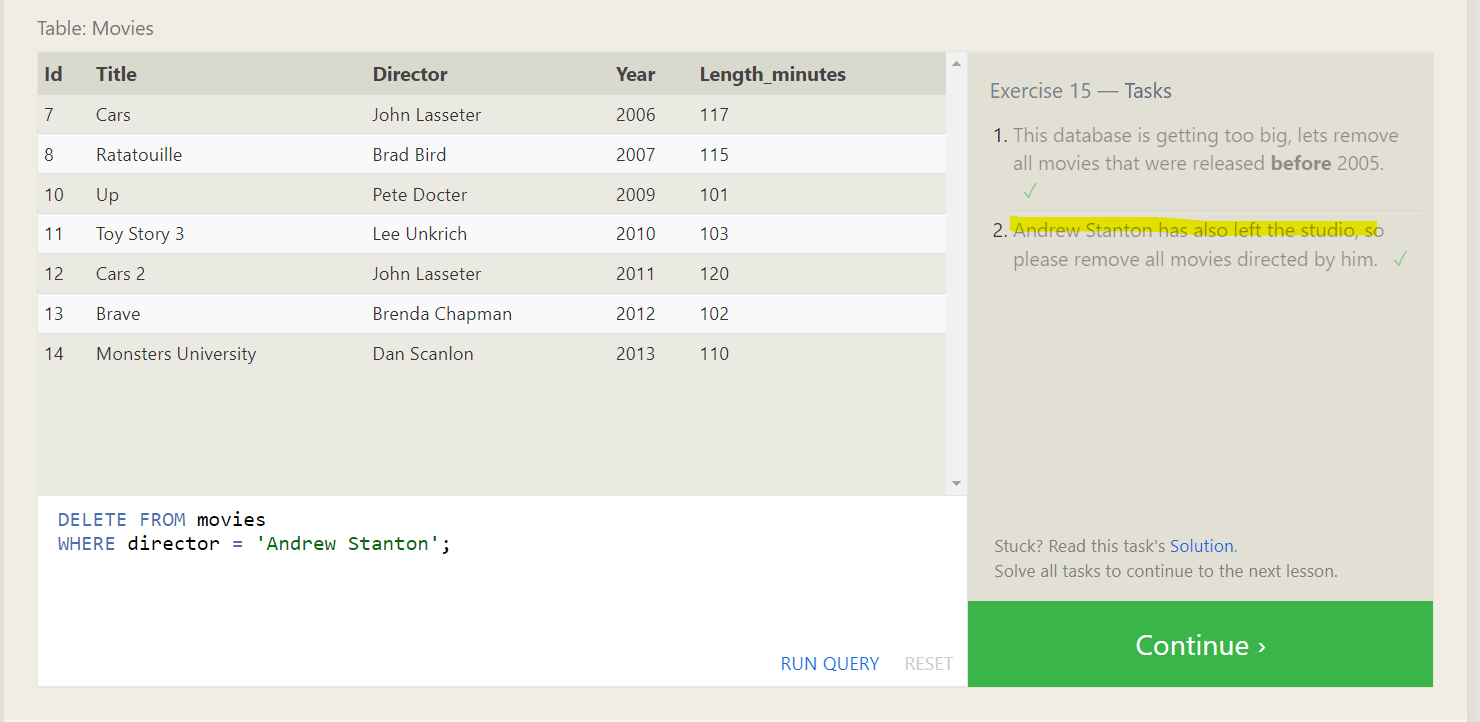 Table: Movies
Id Title Director Year Length_minutes
7 Cars John Lasseter 2006 117
8 Ratatouille Brad Bird 2007 115
10 Up Pete Docter 2009 101
11 Toy Story 3 Lee Unkrich 2010 103
12 Cars 2 John Lasseter 2011 120
13 Brave Brenda Chapman 2012 102
14 Monsters University Dan Scanlon 2013 110
DELETE FROM movies
WHERE director = 'Andrew Stanton';
RUN QUERY RESET
Exercise 15 — Tasks
1. This database is getting too big, lets remove
all movies that were released before 2005.
✓
2. Andrew Stanton has also left the studio, so
please remove all movies directed by him. ✓
Stuck? Read this task's Solution.
Solve all tasks to continue to the next lesson.
Continue ›